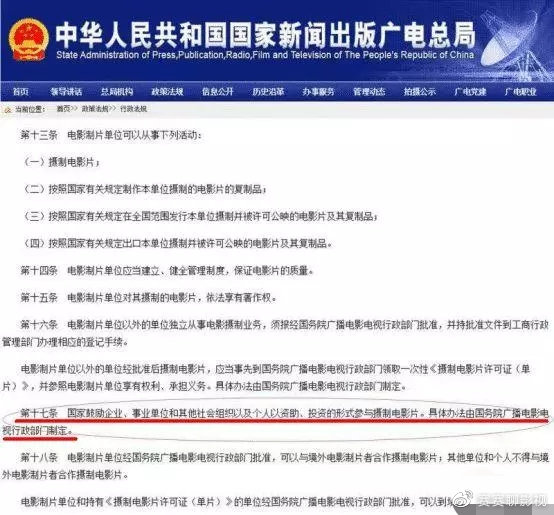 中华人民共和国国家新闻出版广电总局
State Administration of Press,Publication,Radio,Film and Television of The People's Republic of China
首页 领导讲话 总局机构 政策法规 信息公开 历史沿革 办事服务 管理动态 拍摄公示 广电党建 广电职业
当前位置: 首页>> 政策法规>> 行政法规
第十三条 电影制片单位可以从事下列活动:
(一)摄制电影片;
(二)按照国家有关规定制作本单位摄制的电影片的复制品;
(三)按照国家有关规定在全国范围发行本单位摄制并被许可公映的电影片及其复制品;
(四)按照国家有关规定出口本单位摄制并被许可公映的电影片及其复制品。
第十四条 电影制片单位应当建立、健全管理制度,保证电影片的质量。
第十五条 电影制片单位对其摄制的电影片,依法享有著作权。
第十六条 电影制片单位以外的单位独立从事电影摄制业务,须报经国务院广播电影电视行政部门批准,并持批准文件到工商行政
管理部门办理相应的登记手续。
电影制片单位以外的单位经批准后摄制电影片,应当事先到国务院广播电影电视行政部门领取一次性《摄制电影片许可证(单
片)》,并参照电影制片单位享有权利、承担义务。具体办法由国务院广播电影电视行政部门制定。
第十七条 国家鼓励企业、事业单位和其他社会组织以及个人以资助、投资的形式参与摄制电影片。具体办法由国务院广播电影电
视行政部门制定。
第十八条 电影制片单位经国务院广播电影电视行政部门批准,可以与境外电影制片者合作摄制电影片;其他单位和个人不得与境
外电影制片者合作摄制电影片。
电影制片单位和持有《摄制电影片许可证(单片)》的单位经国务院广播电影电视行政部门批准,可以到
赛赛聊影视